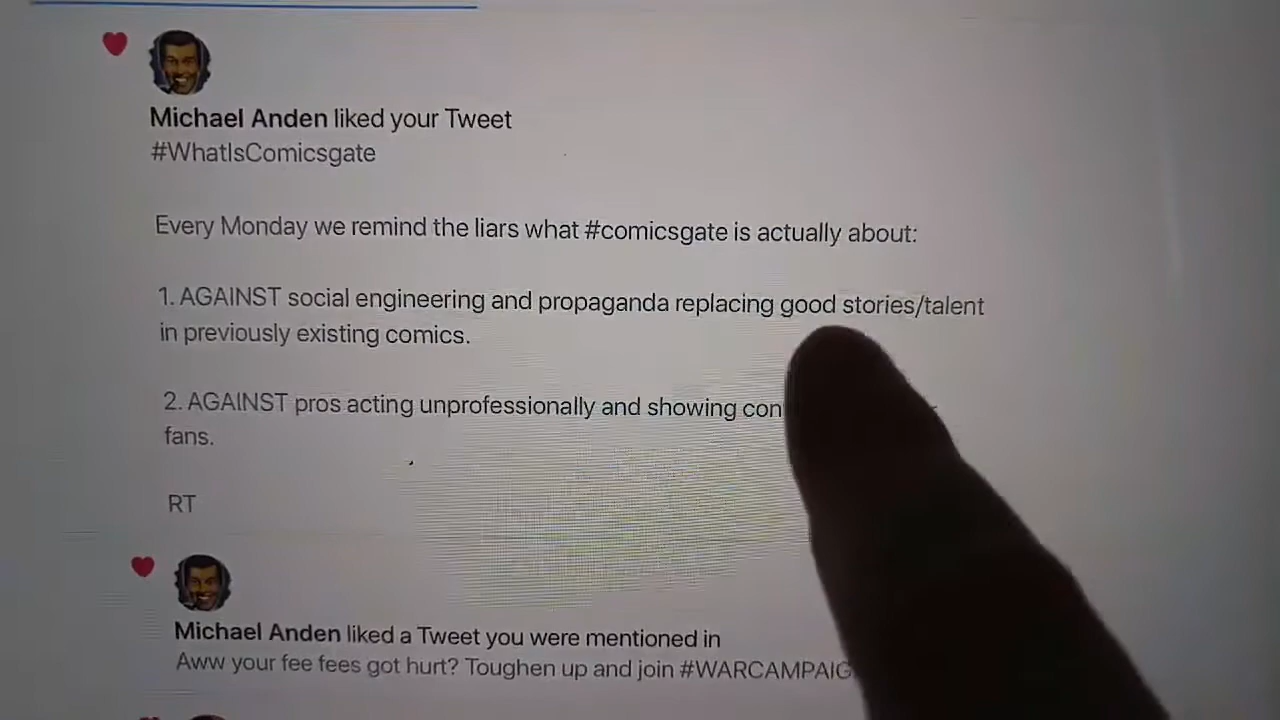 Michael Anden liked your Tweet
#WhatIsComicsgate
Every Monday we remind the liars what #comicsgate is actually about:
1. AGAINST social engineering and propaganda replacing good stories/talent
in previously existing comics.
2. AGAINST pros acting unprofessionally and showing
fans.
RT
Michael Anden liked a Tweet you were mentioned in
Aww your fee fees got hurt? Toughen up and join